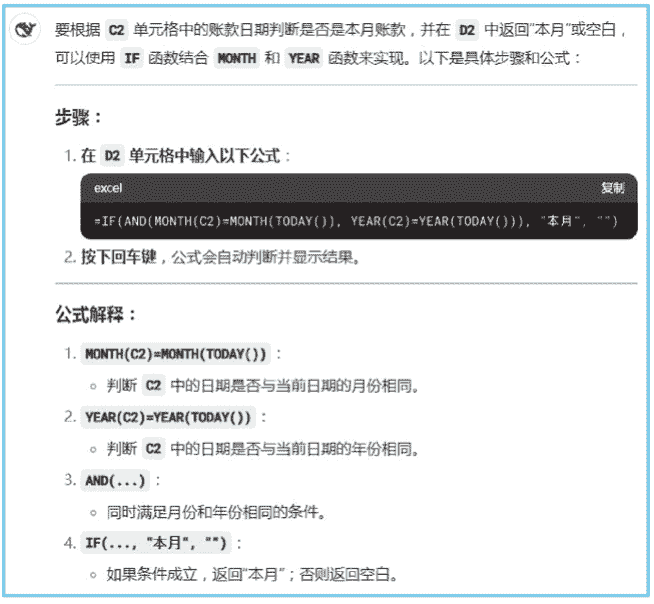 要根据 C2 单元格中的账款日期判断是否是本月账款，并在 D2 中返回“本月”或空白，
可以使用 IF 函数结合 MONTH 和 YEAR 函数来实现。以下是具体步骤和公式：
步骤：
1. 在 D2 单元格中输入以下公式：
excel 复制
=IF(AND(MONTH(C2)=MONTH(TODAY()), YEAR(C2)=YEAR(TODAY())), "本月", "")
2. 按下回车键，公式会自动判断并显示结果。
公式解释：
1. MONTH(C2)=MONTH(TODAY())：
○ 判断 C2 中的日期是否与当前日期的月份相同。
2. YEAR(C2)=YEAR(TODAY())：
○ 判断 C2 中的日期是否与当前日期的年份相同。
3. AND(...)：
○ 同时满足月份和年份相同的条件。
4. IF(..., "本月", "")：
○ 如果条件成立，返回“本月”；否则返回空白。